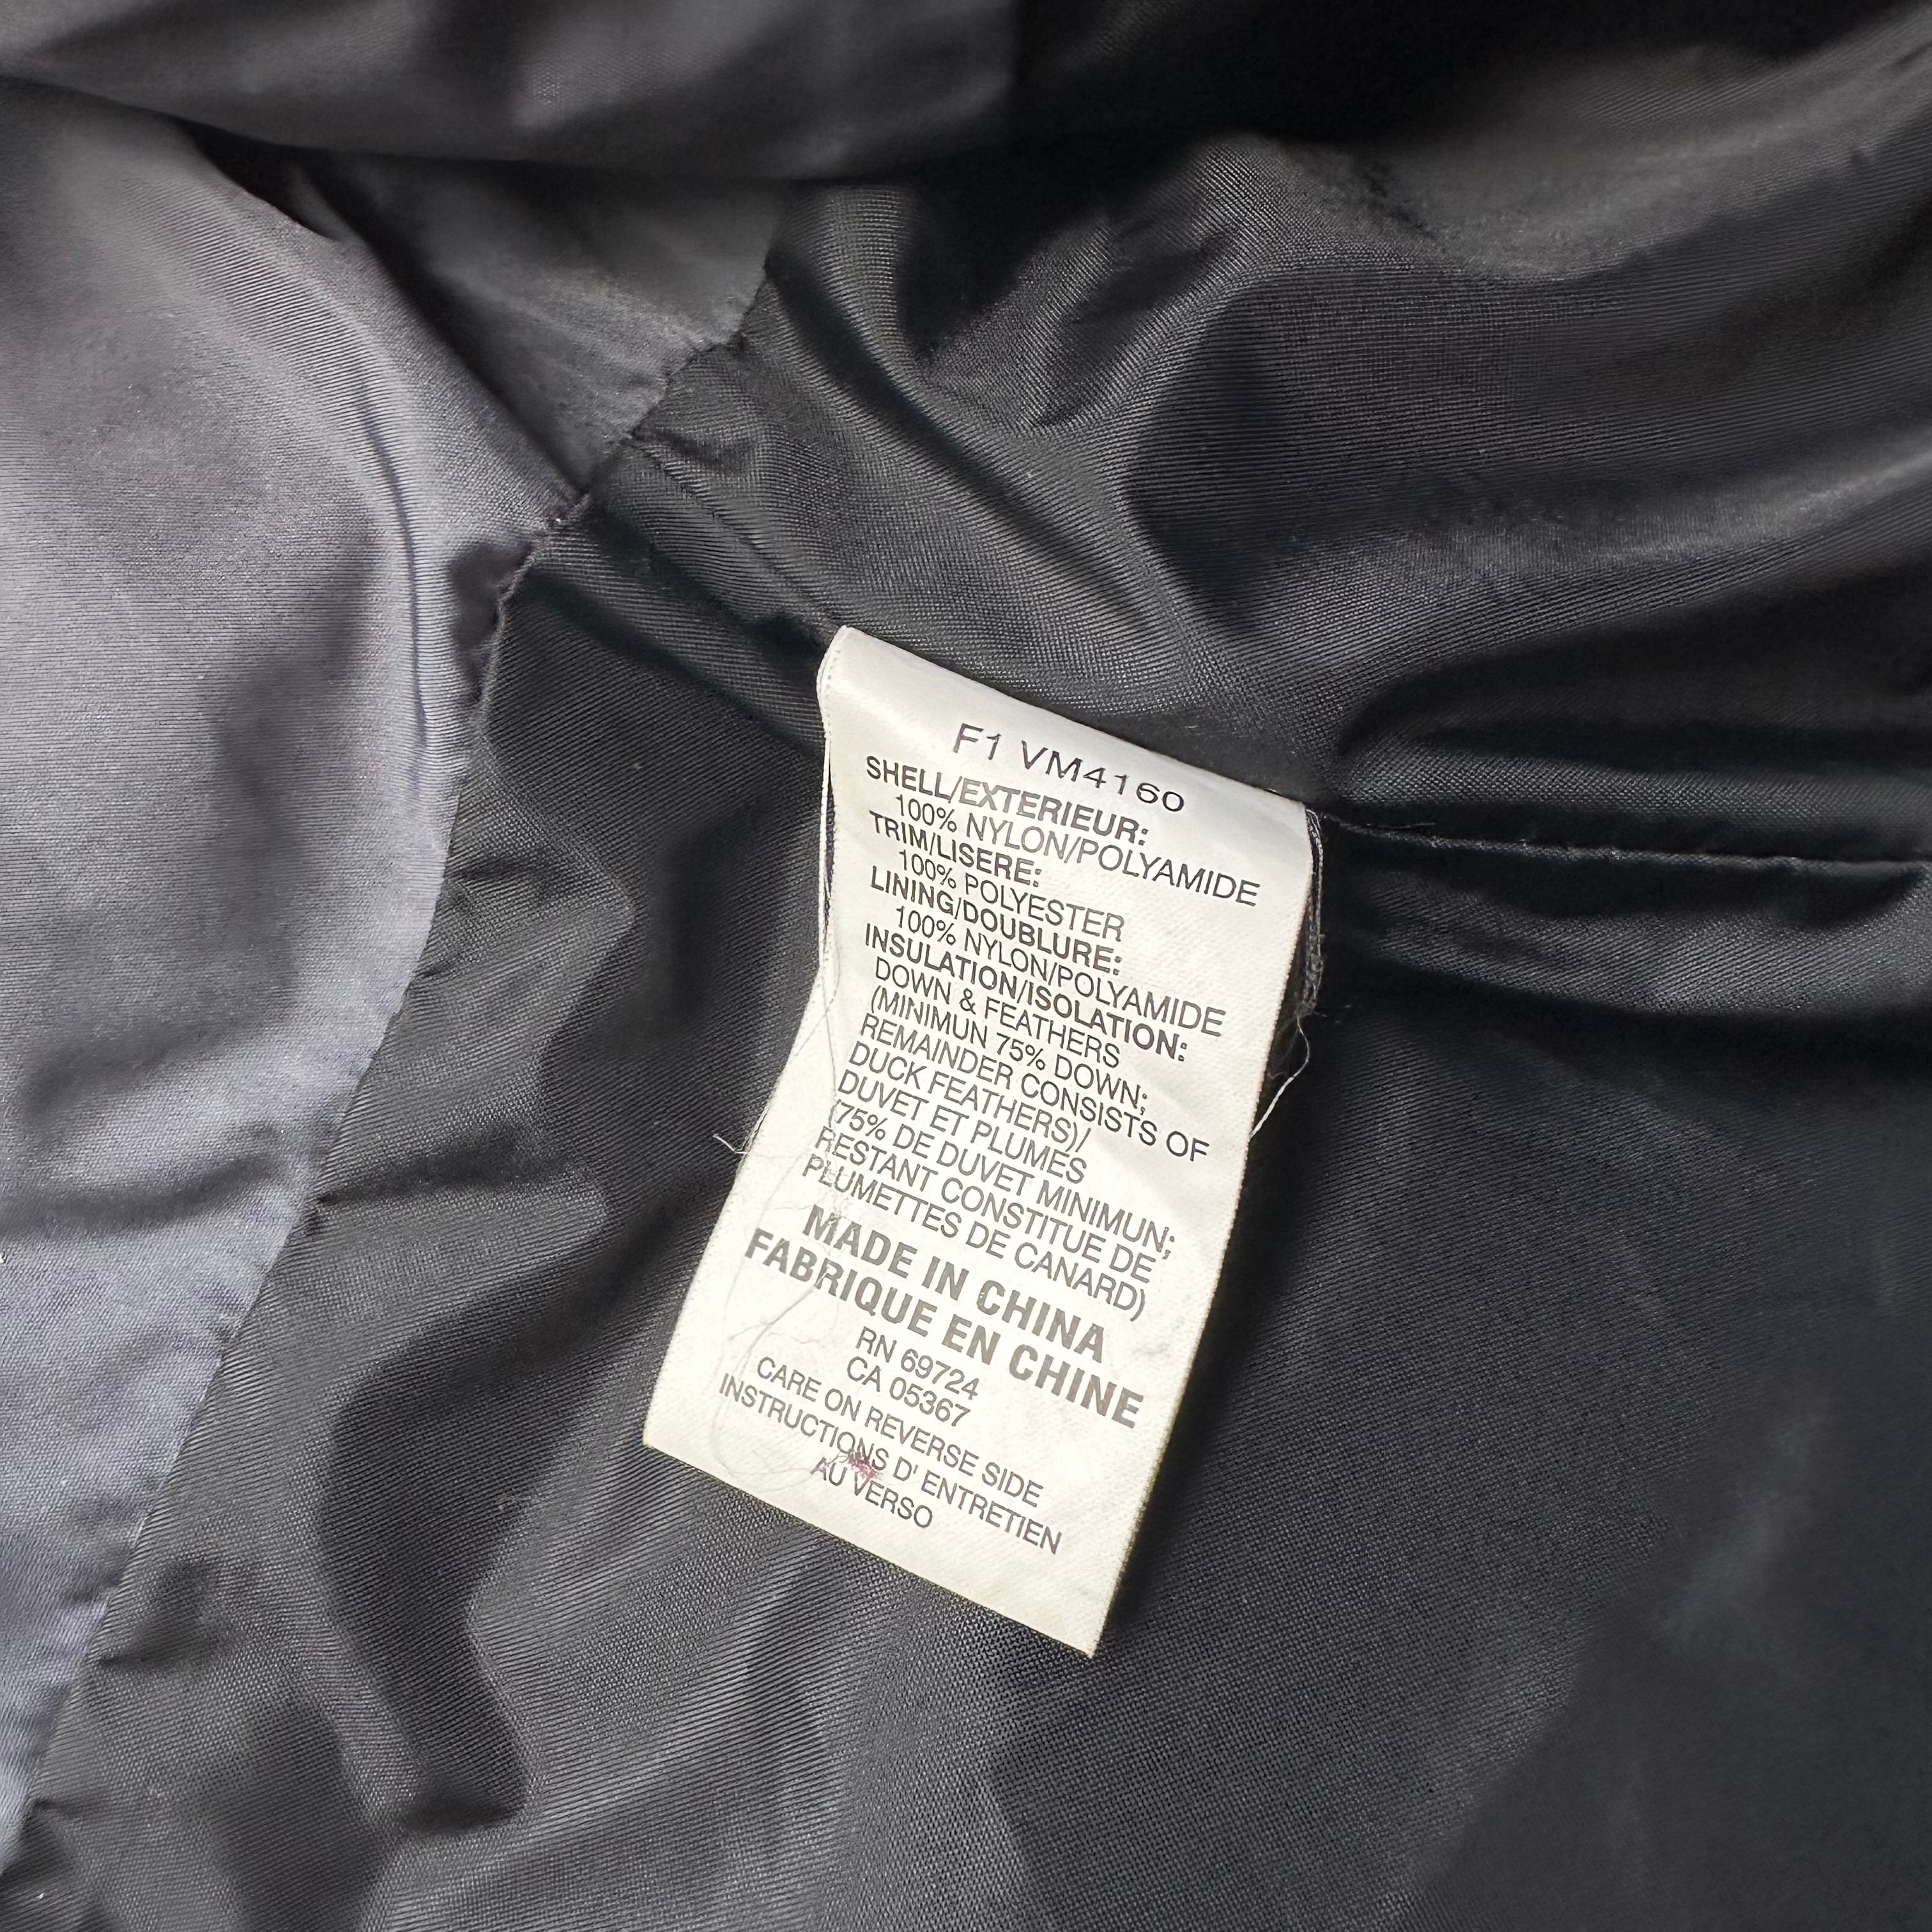 F1 VM4160
SHELL/EXTERIEUR:
100% NYLON/POLYAMIDE
TRIM/LISERE:
100% POLYESTER
LINING/DOUBLURE:
100% NYLON/POLYAMIDE
INSULATION/ISOLATION:
DOWN & FEATHERS
(MINIMUN 75% DOWN;
REMAINDER CONSISTS OF
DUCK FEATHERS)/
DUVET ET PLUMES
(75% DE DUVET MINIMUN;
RESTANT CONSTITUE DE
PLUMETTES DE CANARD)
MADE IN CHINA
FABRIQUE EN CHINE
RN 69724
CA 05367
CARE ON REVERSE SIDE
INSTRUCTIONS D' ENTRETIEN
AU VERSO